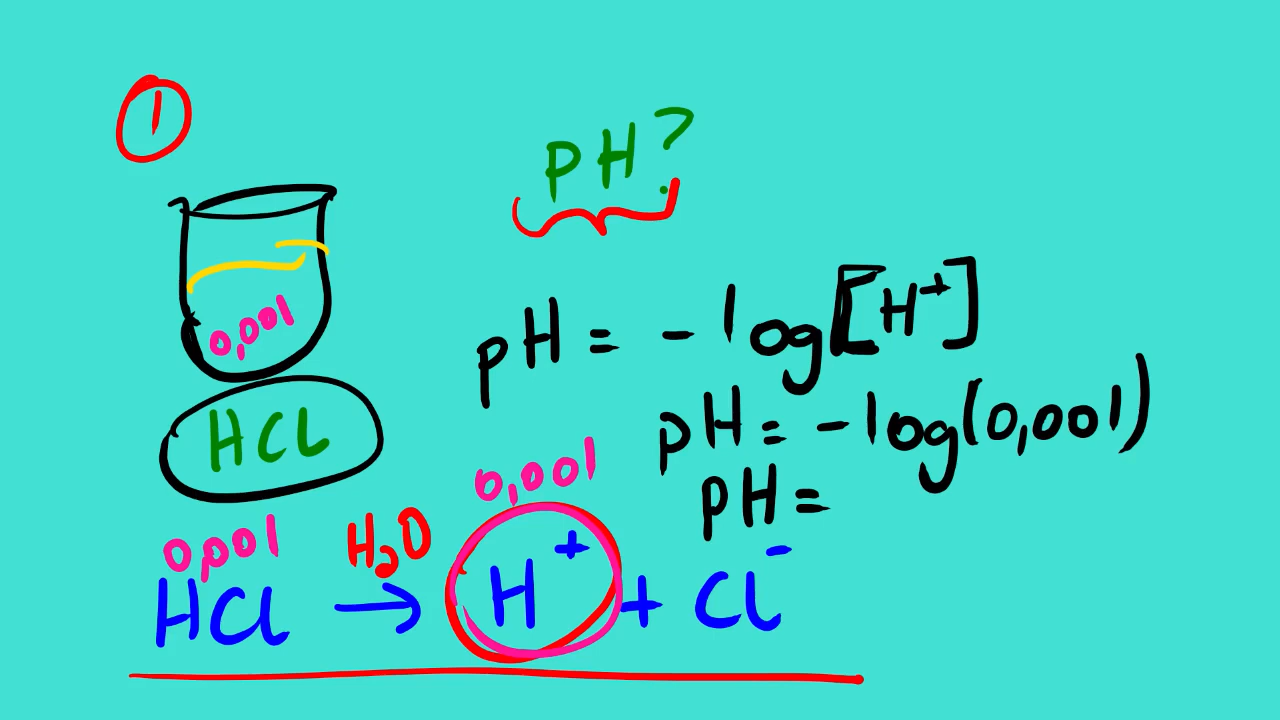 1
pH?
0,001
HCL
pH = -log[H⁺]
pH = -log(0,001)
pH =
0,001 H₂O 0,001
HCl → H⁺ + Cl⁻